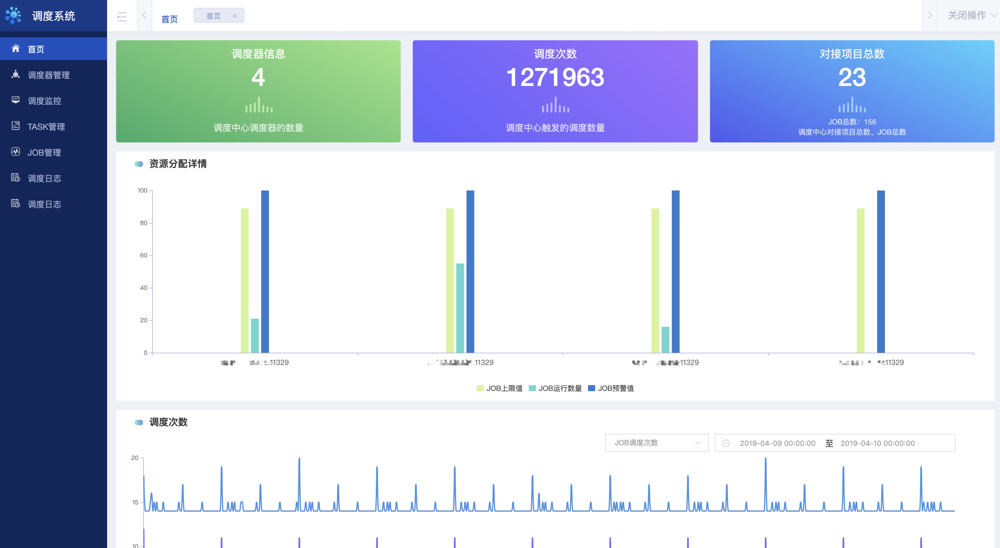 调度系统
首页
首页
关闭操作
首页
调度器管理
调度监控
TASK管理
JOB管理
调度日志
调度日志
调度器信息
4
调度中心调度器的数量
调度次数
1271963
调度中心触发的调度数量
对接项目总数
23
JOB总数：156
调度中心对接项目总数、JOB总数
资源分配详情
100
80
60
40
20
0
:11329
:11329
:11329
:11329
JOB上限值 JOB运行数量 JOB预警值
调度次数
JOB调度次数
2019-04-09 00:00:00 至 2019-04-10 00:00:00
20
15
10